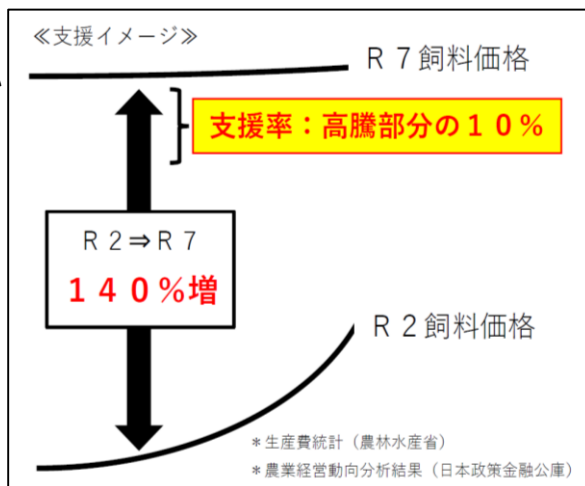 ≪支援イメージ≫
Ｒ７飼料価格
支援率：高騰部分の１０％
Ｒ２⇒Ｒ７
１４０％増
Ｒ２飼料価格
＊生産費統計（農林水産省）
＊農業経営動向分析結果（日本政策金融公庫）